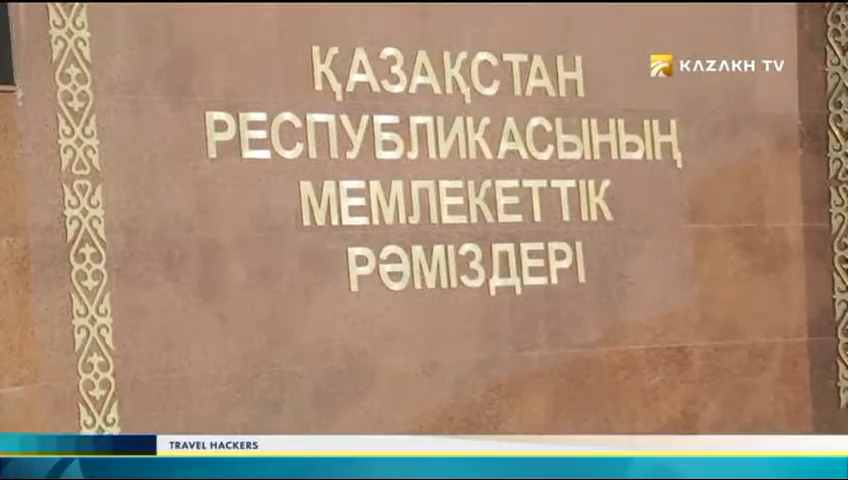 KAZAKH TV
ҚАЗАҚСТАН
РЕСПУБЛИКАСЫНЫҢ
МЕМЛЕКЕТТІК
РӘМІЗДЕРІ
TRAVEL HACKERS